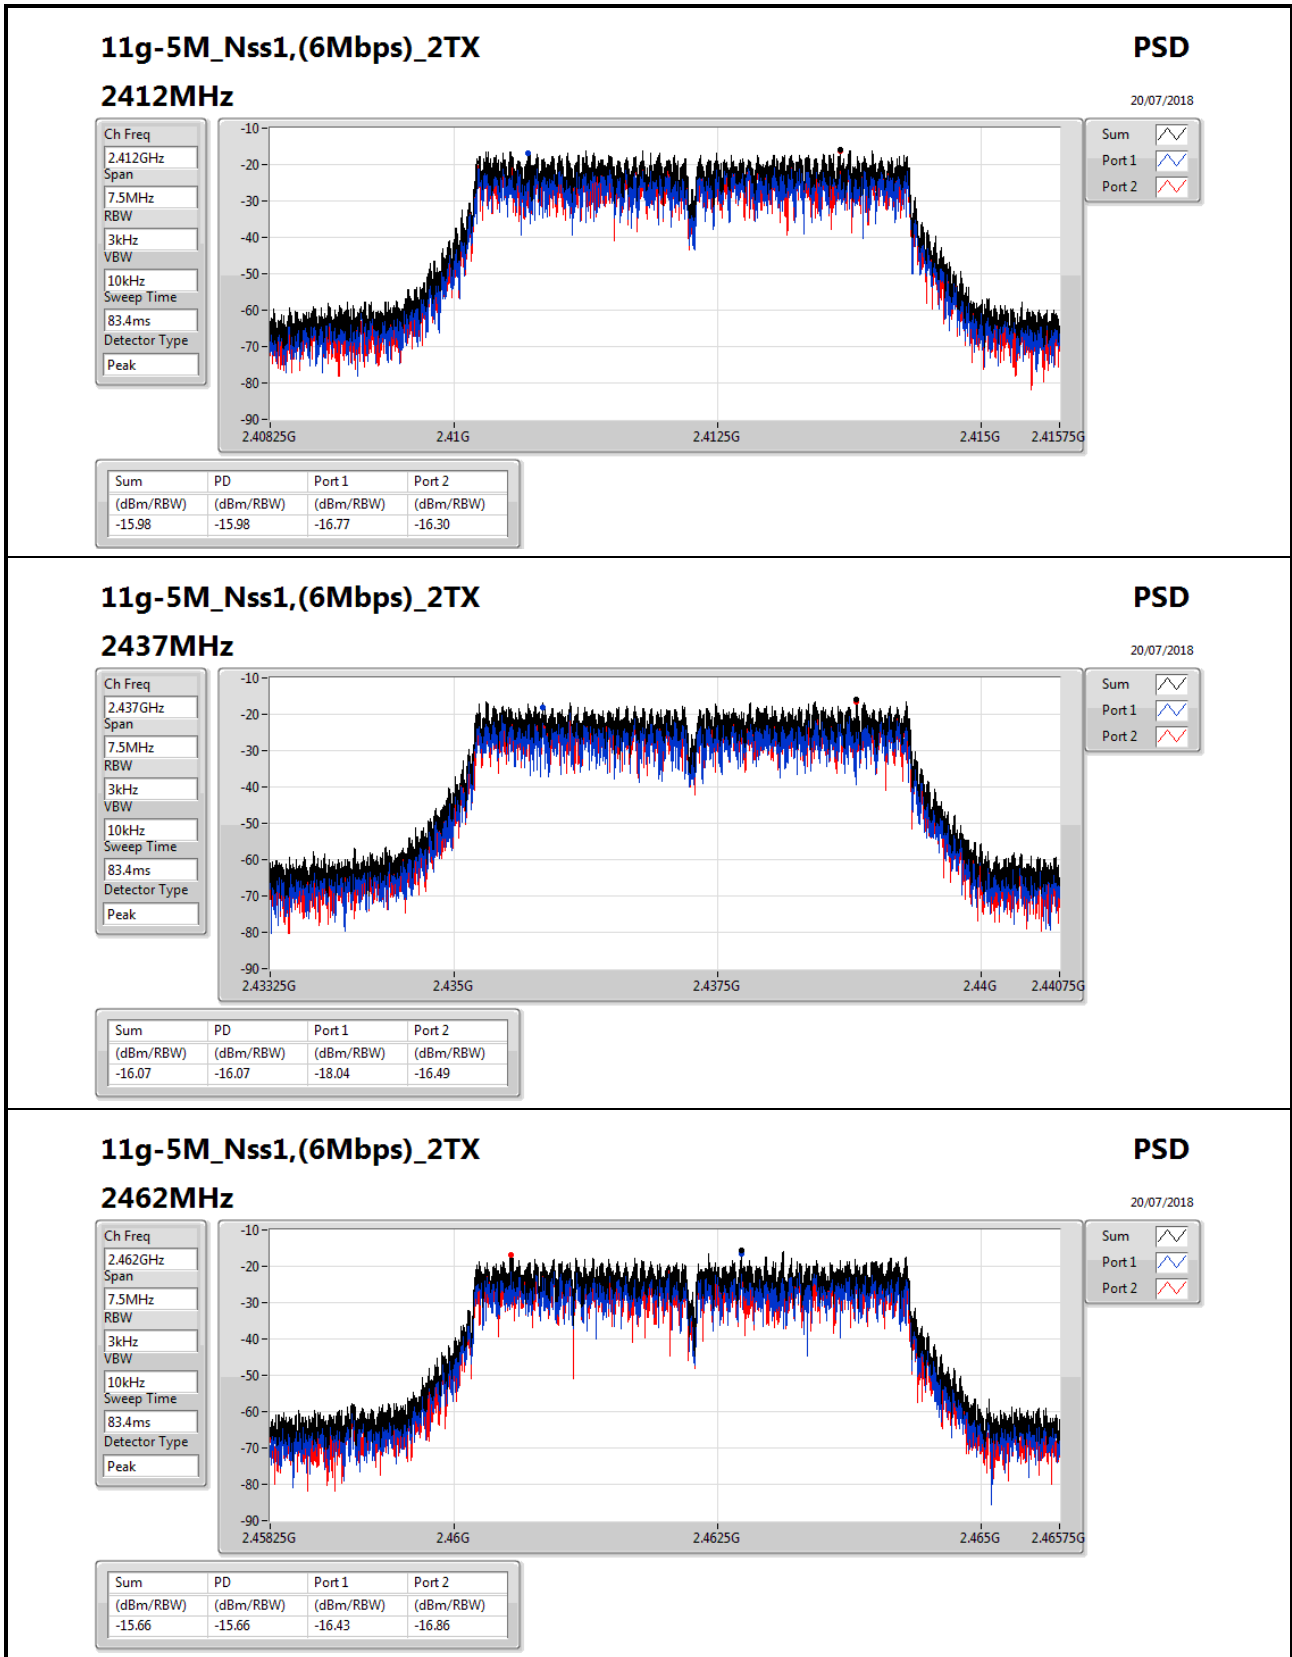 11g-5M_Nss1,(6Mbps)_2TX PSD
2412MHz 20/07/2018
Ch Freq
2.412GHz
Span
7.5MHz
RBW
3kHz
VBW
10kHz
Sweep Time
83.4ms
Detector Type
Peak
-10
-20
-30
-40
-50
-60
-70
-80
-90
2.40825G 2.41G 2.4125G 2.415G 2.41575G
Sum
Port 1
Port 2
Sum PD Port 1 Port 2
(dBm/RBW) (dBm/RBW) (dBm/RBW) (dBm/RBW)
-15.98 -15.98 -16.77 -16.30
11g-5M_Nss1,(6Mbps)_2TX PSD
2437MHz 20/07/2018
Ch Freq
2.437GHz
Span
7.5MHz
RBW
3kHz
VBW
10kHz
Sweep Time
83.4ms
Detector Type
Peak
-10
-20
-30
-40
-50
-60
-70
-80
-90
2.43325G 2.435G 2.4375G 2.44G 2.44075G
Sum
Port 1
Port 2
Sum PD Port 1 Port 2
(dBm/RBW) (dBm/RBW) (dBm/RBW) (dBm/RBW)
-16.07 -16.07 -18.04 -16.49
11g-5M_Nss1,(6Mbps)_2TX PSD
2462MHz 20/07/2018
Ch Freq
2.462GHz
Span
7.5MHz
RBW
3kHz
VBW
10kHz
Sweep Time
83.4ms
Detector Type
Peak
-10
-20
-30
-40
-50
-60
-70
-80
-90
2.45825G 2.46G 2.4625G 2.465G 2.46575G
Sum
Port 1
Port 2
Sum PD Port 1 Port 2
(dBm/RBW) (dBm/RBW) (dBm/RBW) (dBm/RBW)
-15.66 -15.66 -16.43 -16.86